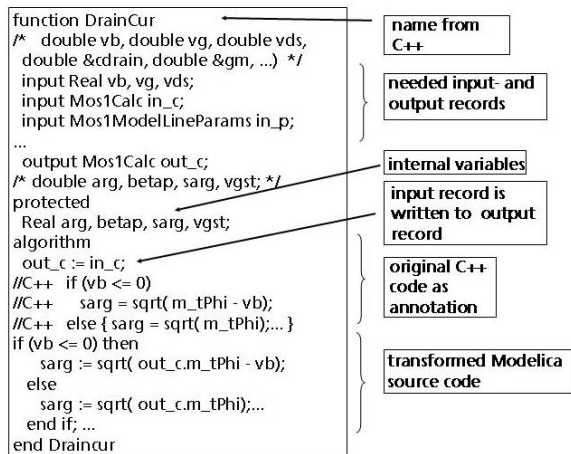 function DrainCur
/*   double vb, double vg, double vds,
double &cdrain, double &gm, ...)  */
input Real vb, vg, vds;
input Mos1Calc in_c;
input Mos1ModelLineParams in_p;
...
output Mos1Calc out_c;
/* double arg, betap, sarg, vgst; */
protected
Real arg, betap, sarg, vgst;
algorithm
out_c := in_c;
//C++   if (vb <= 0)
//C++      sarg = sqrt( m_tPhi - vb);
//C++   else { sarg = sqrt( m_tPhi);... }
if (vb <= 0) then
sarg := sqrt( out_c.m_tPhi - vb);
else
sarg := sqrt( out_c.m_tPhi);...
end if; ...
end Draincur
name from
C++
needed input- and
output records
internal variables
input record is
written to  output
record
original C++
code as
annotation
transformed Modelica
source code